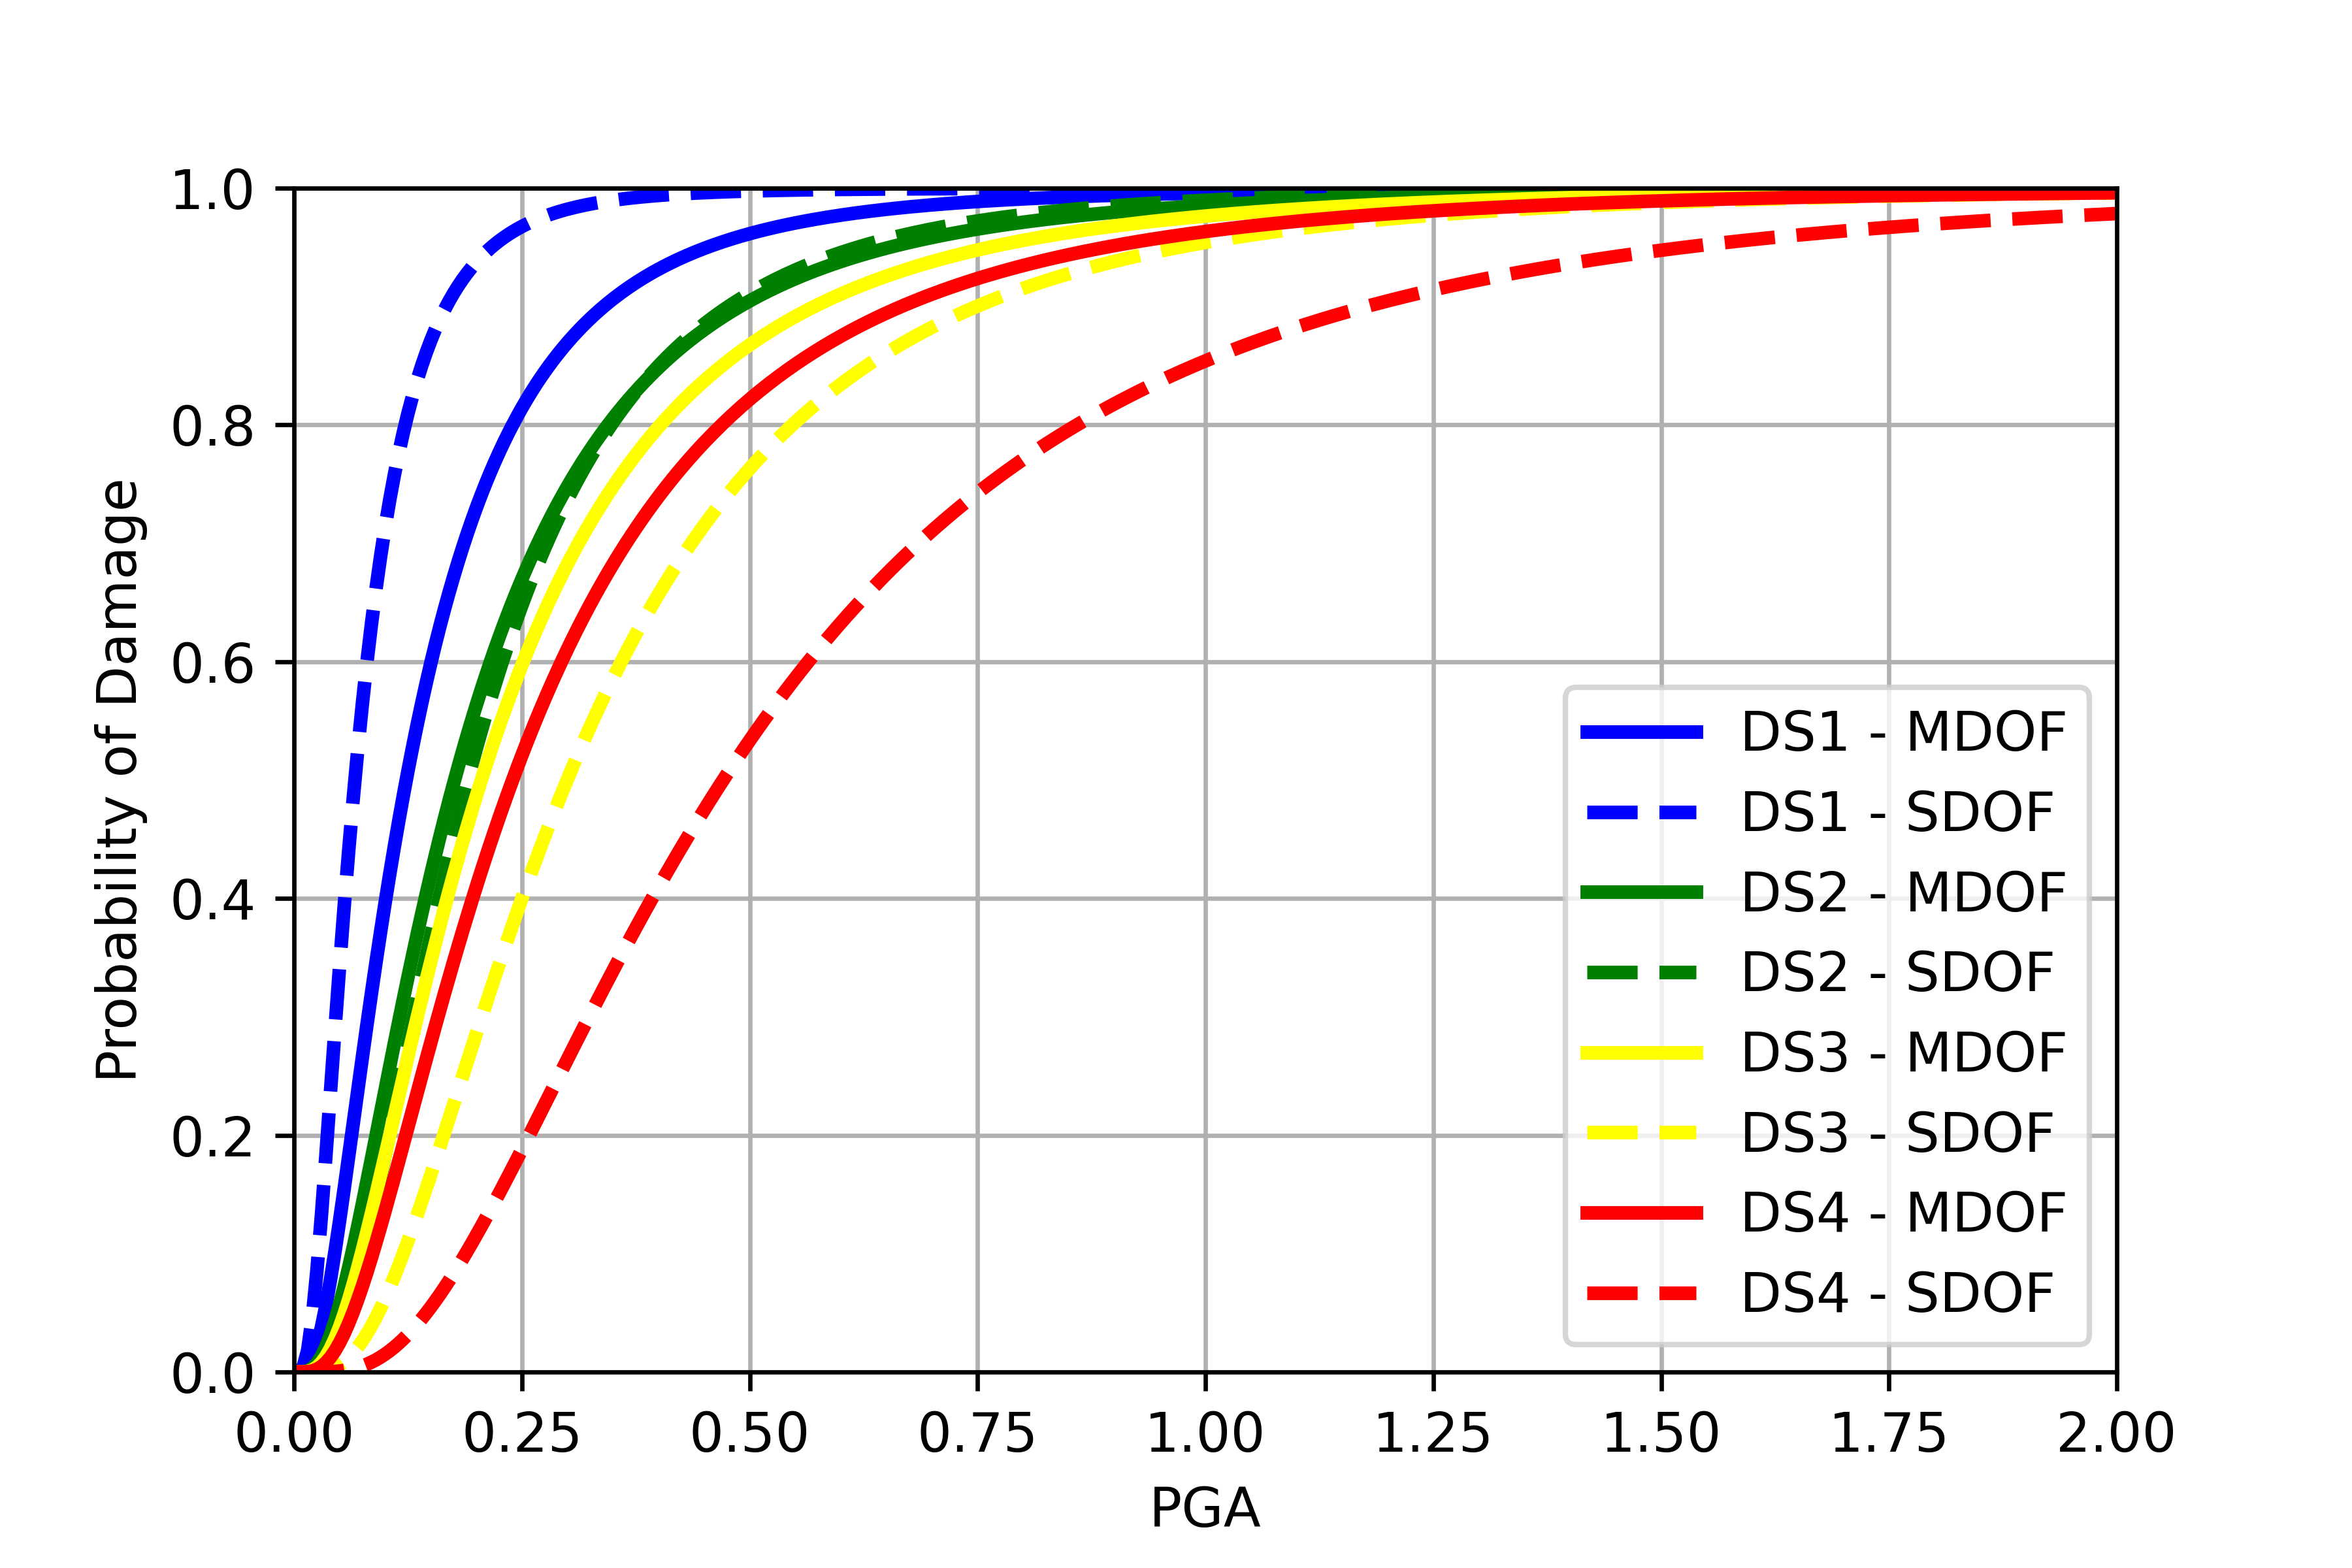 1.0
0.8
0.6
0.4
0.2
0.0
Probability of Damage
0.00 0.25 0.50 0.75 1.00 1.25 1.50 1.75 2.00
PGA
DS1 - MDOF
DS1 - SDOF
DS2 - MDOF
DS2 - SDOF
DS3 - MDOF
DS3 - SDOF
DS4 - MDOF
DS4 - SDOF